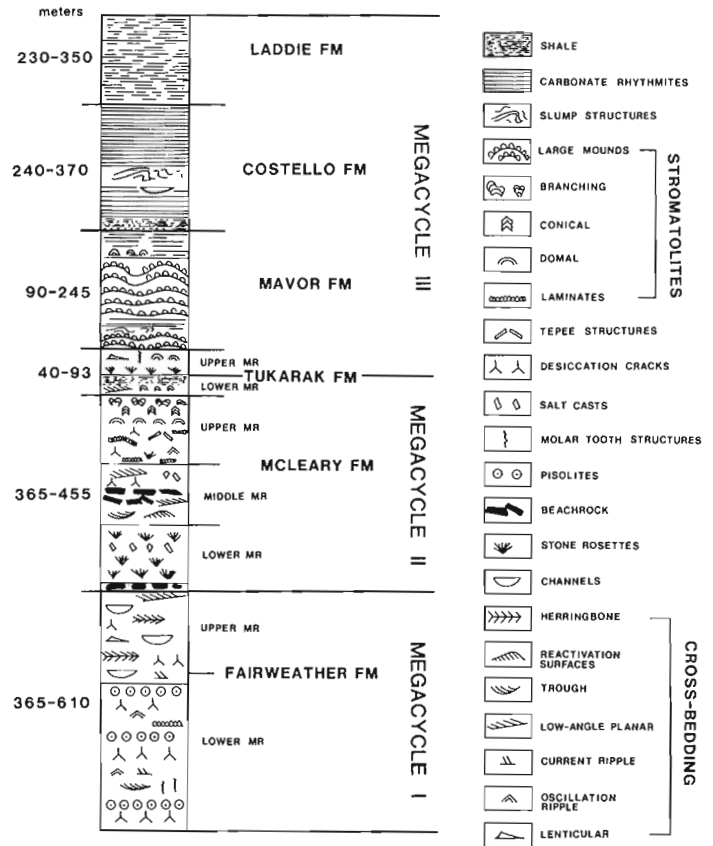 meters
230-350
LADDIE FM
240-370
COSTELLO FM
90-245
MAVOR FM
MEGACYCLE III
40-93
UPPER MR
TUKARAK FM
LOWER MR
UPPER MR
MCLEARY FM
365-455
MIDDLE MR
LOWER MR
MEGACYCLE II
UPPER MR
FAIRWEATHER FM
365-610
LOWER MR
MEGACYCLE I
SHALE
CARBONATE RHYTHMITES
SLUMP STRUCTURES
LARGE MOUNDS
BRANCHING
CONICAL
DOMAL
LAMINATES
STROMATOLITES
TEPEE STRUCTURES
DESICCATION CRACKS
SALT CASTS
MOLAR TOOTH STRUCTURES
PISOLITES
BEACHROCK
STONE ROSETTES
CHANNELS
HERRINGBONE
REACTIVATION
SURFACES
TROUGH
LOW-ANGLE PLANAR
CURRENT RIPPLE
OSCILLATION
RIPPLE
LENTICULAR
CROSS-BEDDING